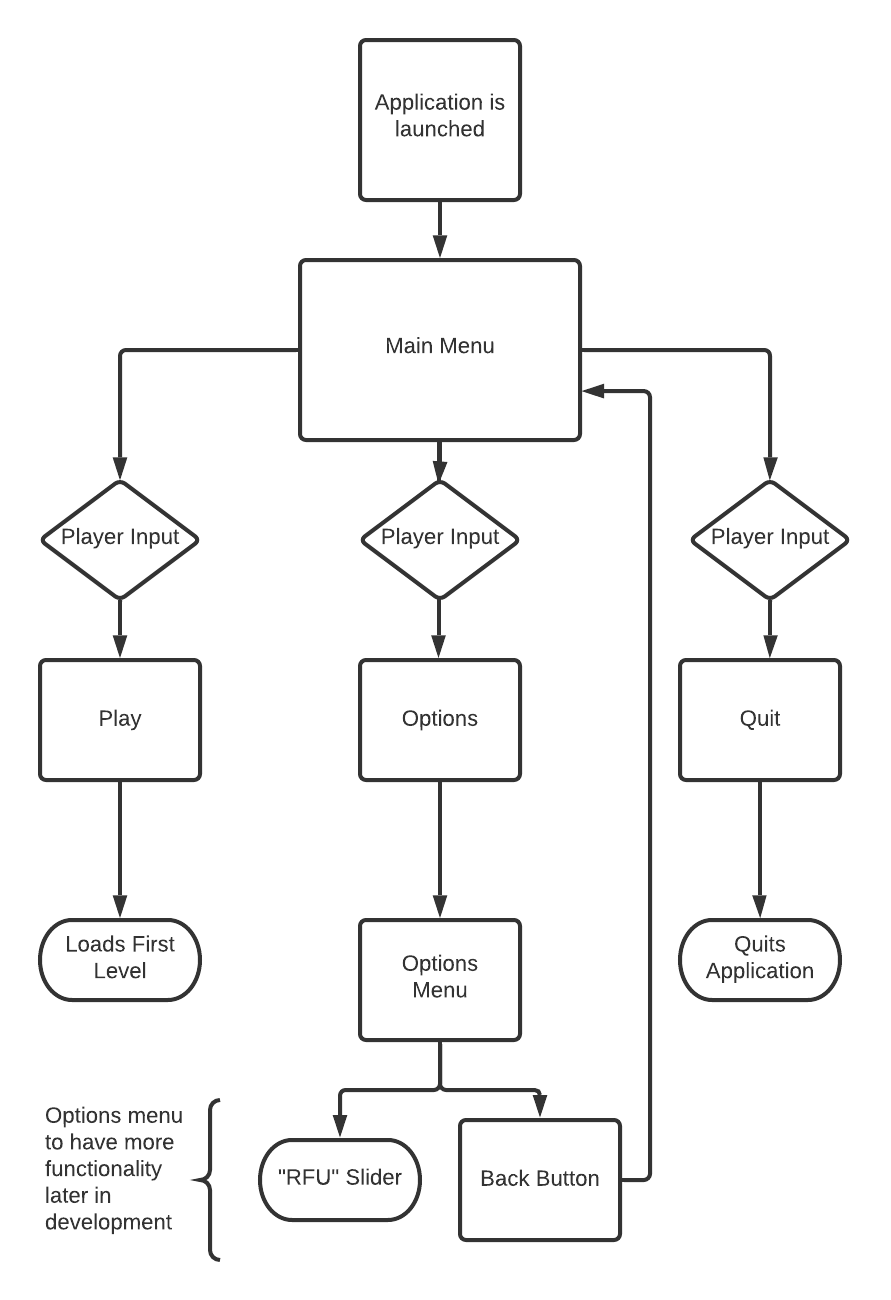 Application is
launched
Main Menu
Player Input
Player Input
Player Input
Play
Options
Quit
Loads First
Level
Options
Menu
Quits
Application
Options menu
to have more
functionality
later in
development
"RFU" Slider
Back Button